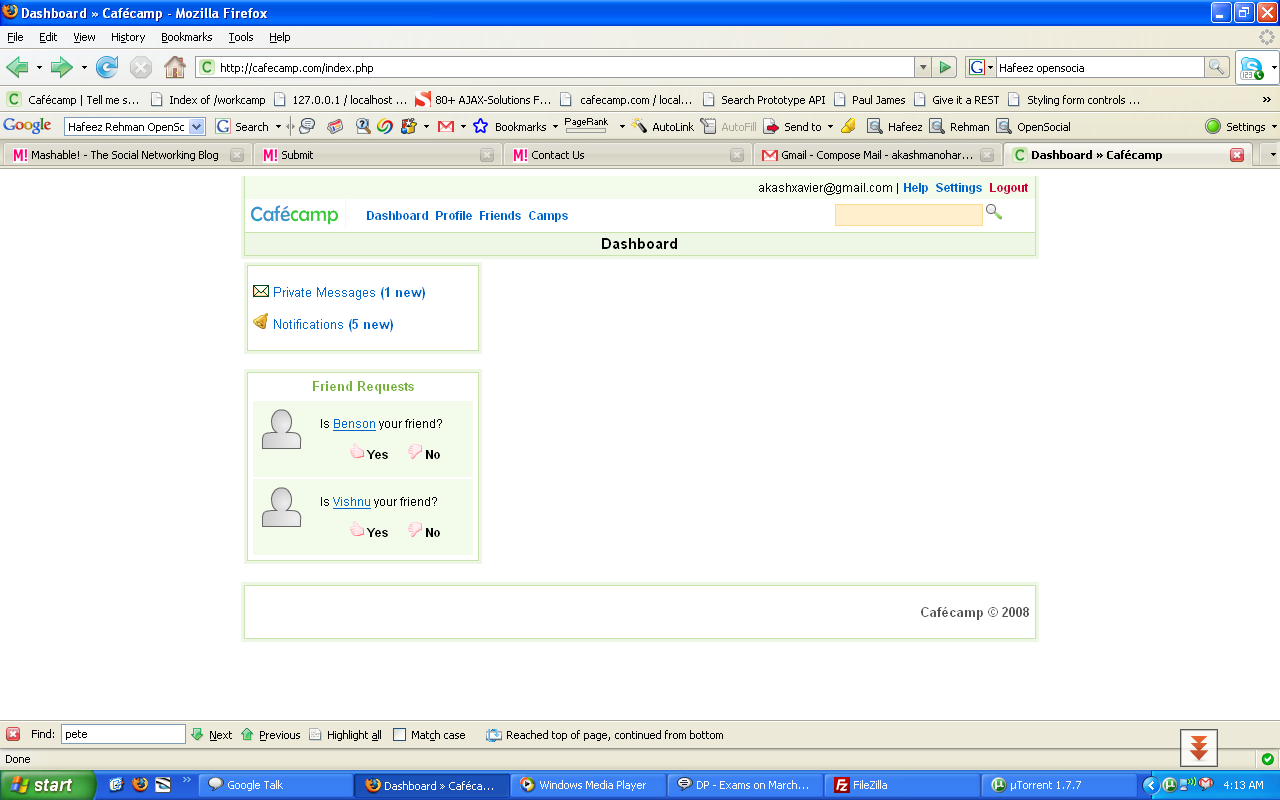 Dashboard » Cafécamp - Mozilla Firefox
File Edit View History Bookmarks Tools Help
C http://cafecamp.com/index.php G Hafeez opensocia
C Cafécamp | Tell me s... Index of /workcamp 127.0.0.1 / localhost ... 80+ AJAX-Solutions F... cafecamp.com / local... Search Prototype API Paul James Give it a REST Styling form controls ... »
Google Hafeez Rehman OpenSc G Search Bookmarks PageRank AutoLink AutoFill Send to Hafeez Rehman OpenSocial Settings
M! Mashable! - The Social Networking Blog M! Submit M! Contact Us Gmail - Compose Mail - akashmanohar... C Dashboard » Cafécamp
akashxavier@gmail.com | Help Settings Logout
Cafécamp Dashboard Profile Friends Camps
Dashboard
Private Messages (1 new)
Notifications (5 new)
Friend Requests
Is Benson your friend?
Yes No
Is Vishnu your friend?
Yes No
Cafécamp © 2008
Find: pete Next Previous Highlight all Match case Reached top of page, continued from bottom
Done
start » Google Talk Dashboard » Caféca... Windows Media Player DP - Exams on March... FZ FileZilla µTorrent 1.7.7 4:13 AM